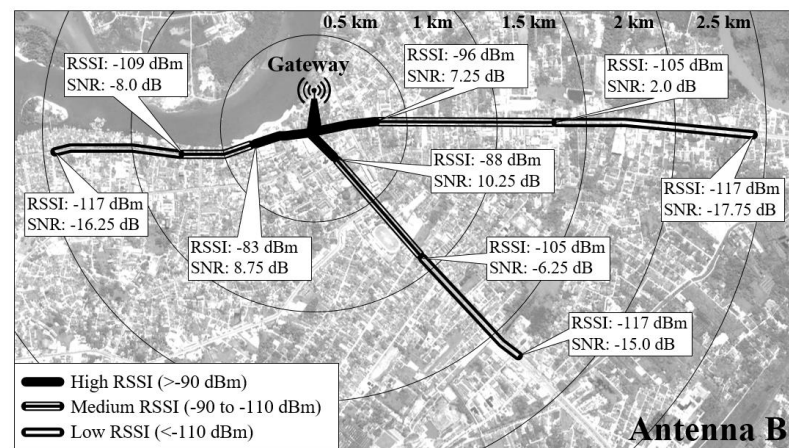 0.5 km
1 km
1.5 km
2 km
2.5 km
Gateway
RSSI: -109 dBm
SNR: -8.0 dB
RSSI: -96 dBm
SNR: 7.25 dB
RSSI: -105 dBm
SNR: 2.0 dB
RSSI: -88 dBm
SNR: 10.25 dB
RSSI: -117 dBm
SNR: -16.25 dB
RSSI: -117 dBm
SNR: -17.75 dB
RSSI: -83 dBm
SNR: 8.75 dB
RSSI: -105 dBm
SNR: -6.25 dB
RSSI: -117 dBm
SNR: -15.0 dB
High RSSI (>-90 dBm)
Medium RSSI (-90 to -110 dBm)
Low RSSI (<-110 dBm)
Antenna B